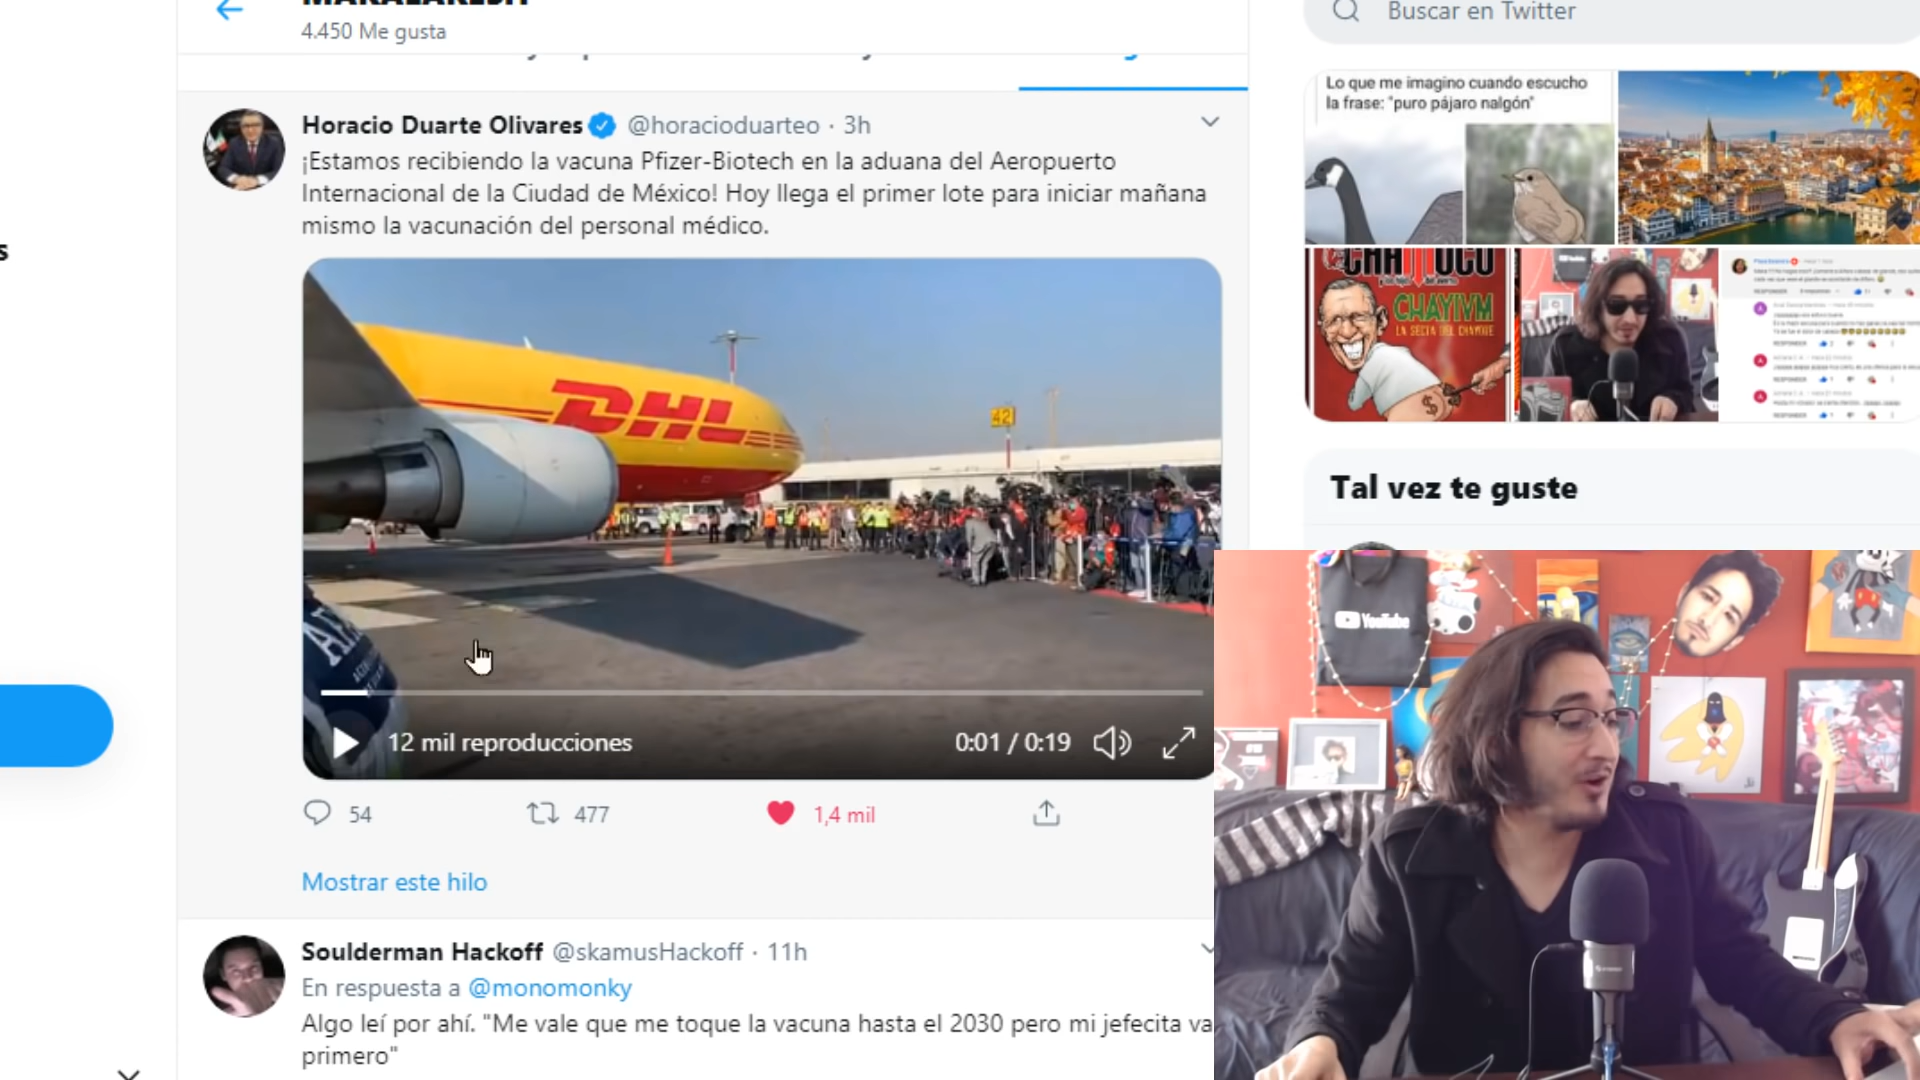 4.450 Me gusta
Buscar en Twitter
Horacio Duarte Olivares @horacioduarteo · 3h
¡Estamos recibiendo la vacuna Pfizer-Biotech en la aduana del Aeropuerto
Internacional de la Ciudad de México! Hoy llega el primer lote para iniciar mañana
mismo la vacunación del personal médico.
DHL
42
12 mil reproducciones
0:01 / 0:19
54
477
1,4 mil
Mostrar este hilo
Soulderman Hackoff @skamusHackoff · 11h
En respuesta a @monomonky
Algo leí por ahí. "Me vale que me toque la vacuna hasta el 2030 pero mi jefecita va
primero"
Lo que me imagino cuando escucho
la frase: "puro pájaro nalgón"
CHAMUCO
CHAYIVM
LA SECTA DEL CHAYOTE
Tal vez te guste
YouTube